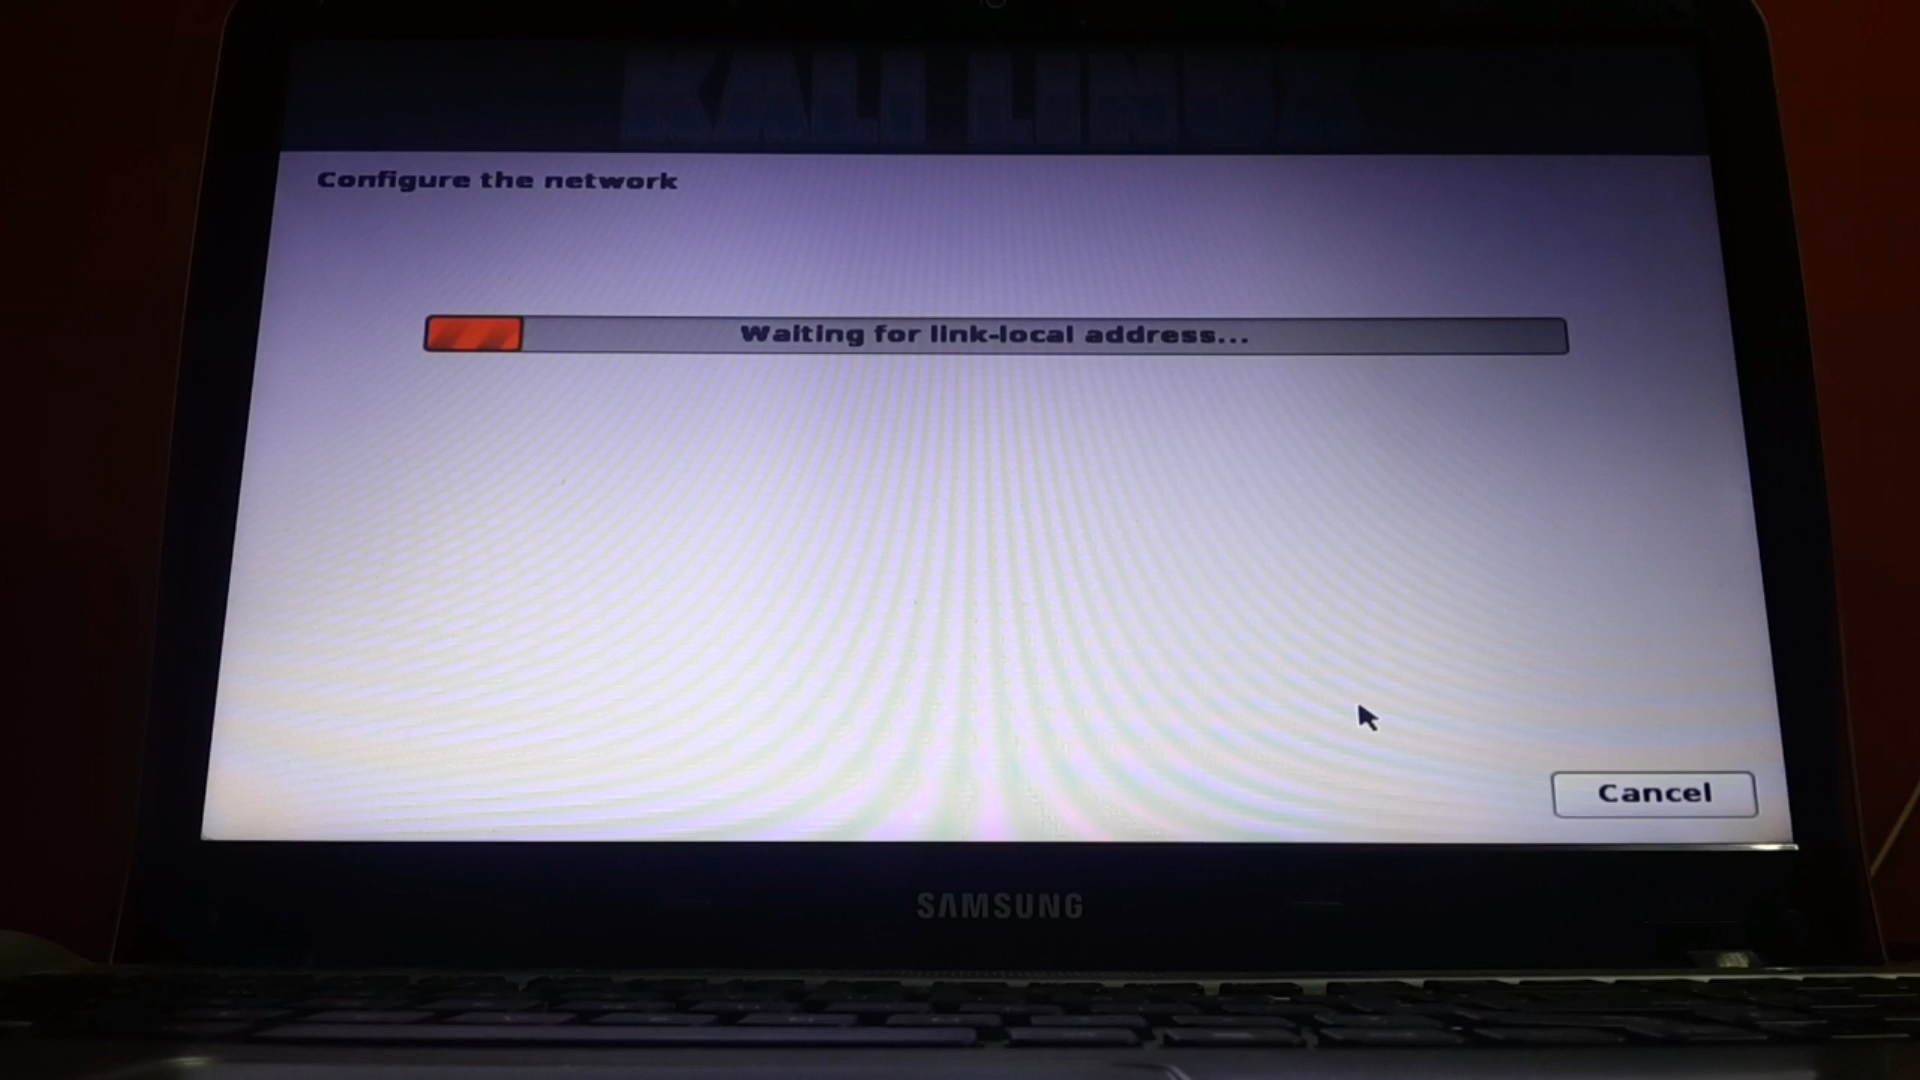 KALI LINUX
Configure the network
Waiting for link-local address...
Cancel
SAMSUNG